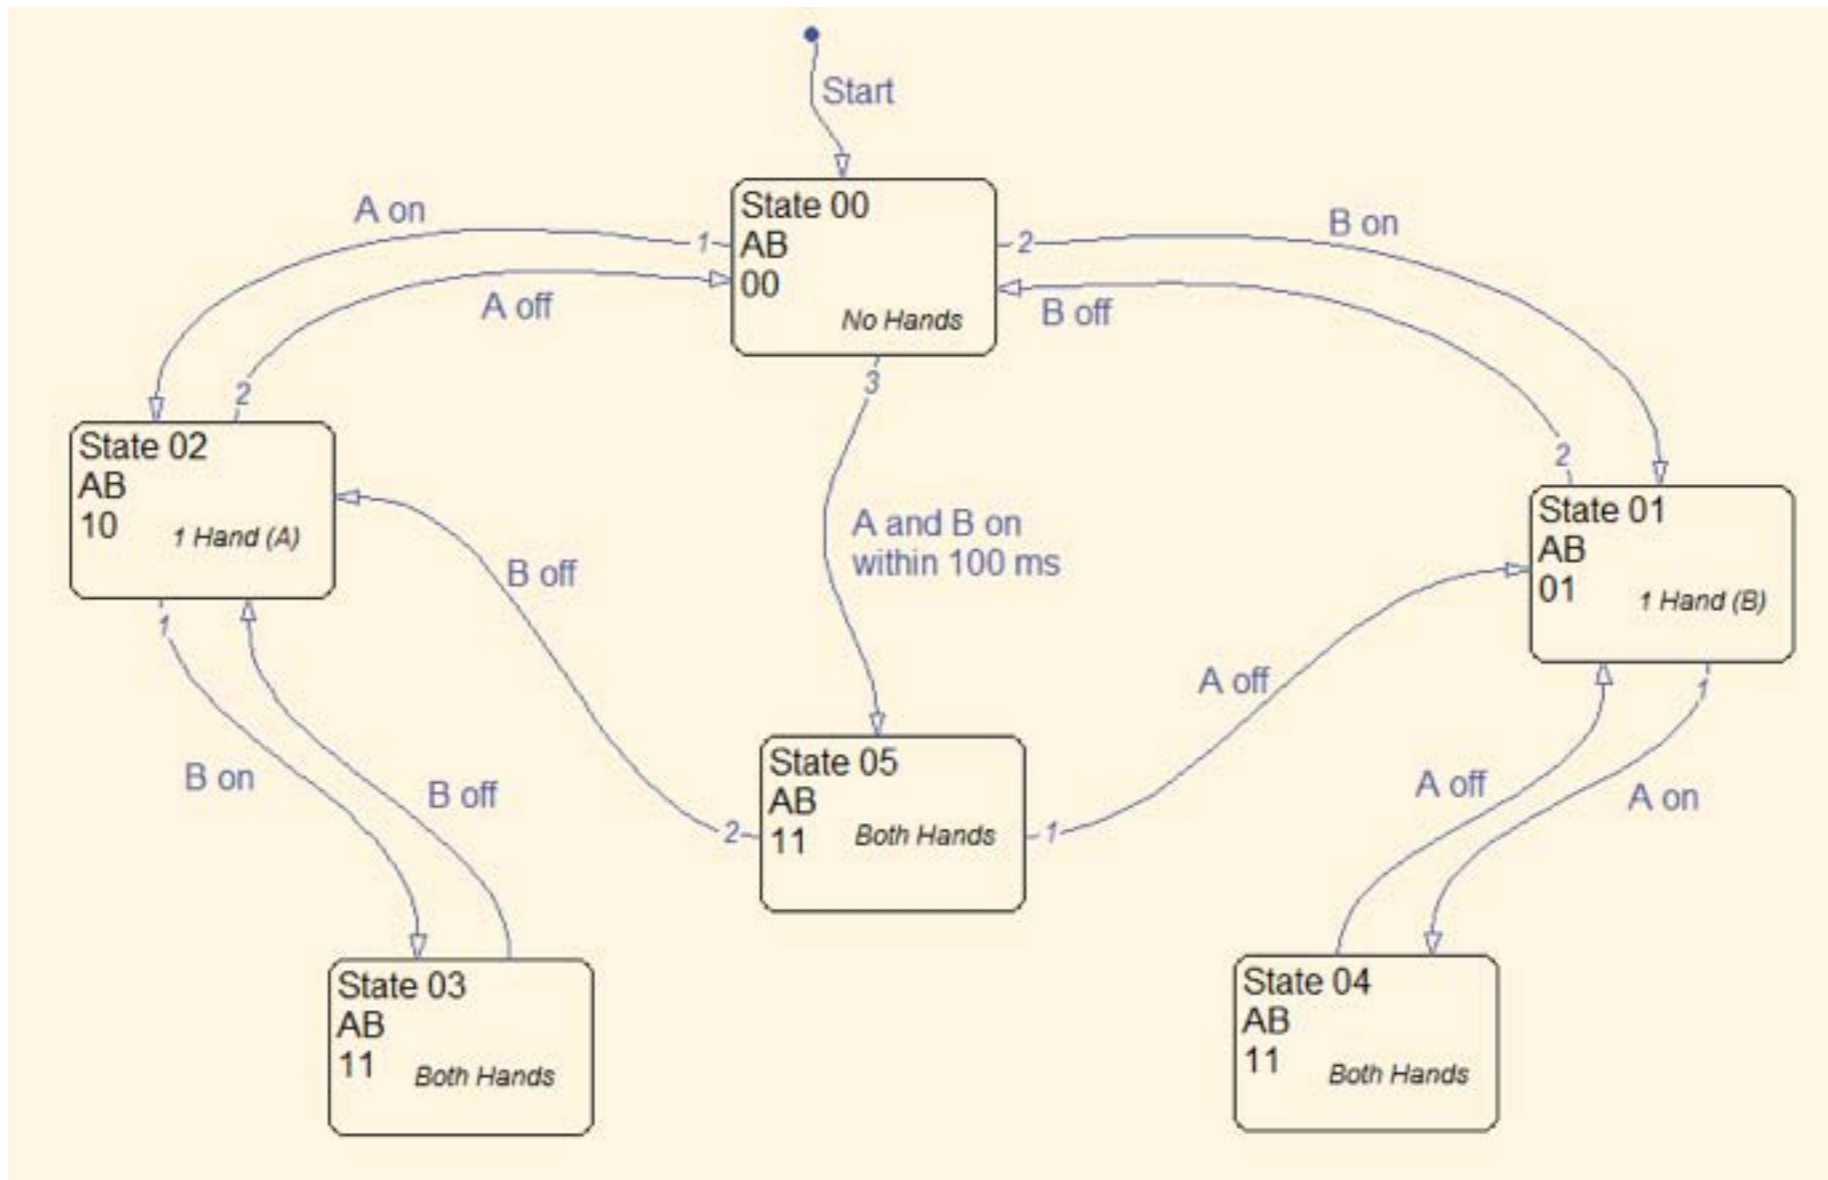 Start
State 00
AB
00
No Hands
A on
1
2
B on
A off
B off
2
3
2
State 02
AB
10
1 Hand (A)
State 01
AB
01
1 Hand (B)
A and B on
within 100 ms
B off
1
A off
1
B on
B off
State 05
AB
11
Both Hands
2
1
A off
A on
State 03
AB
11
Both Hands
State 04
AB
11
Both Hands